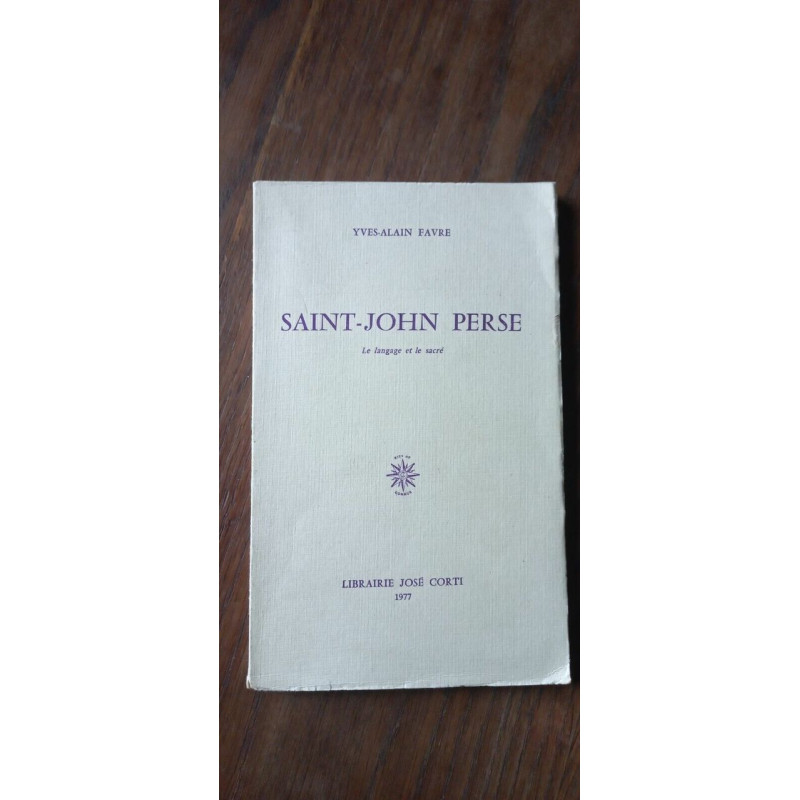 YVES-ALAIN FAVRE
SAINT-JOHN PERSE
Le langage et le sacré
LIBRAIRIE JOSÉ CORTI
1977